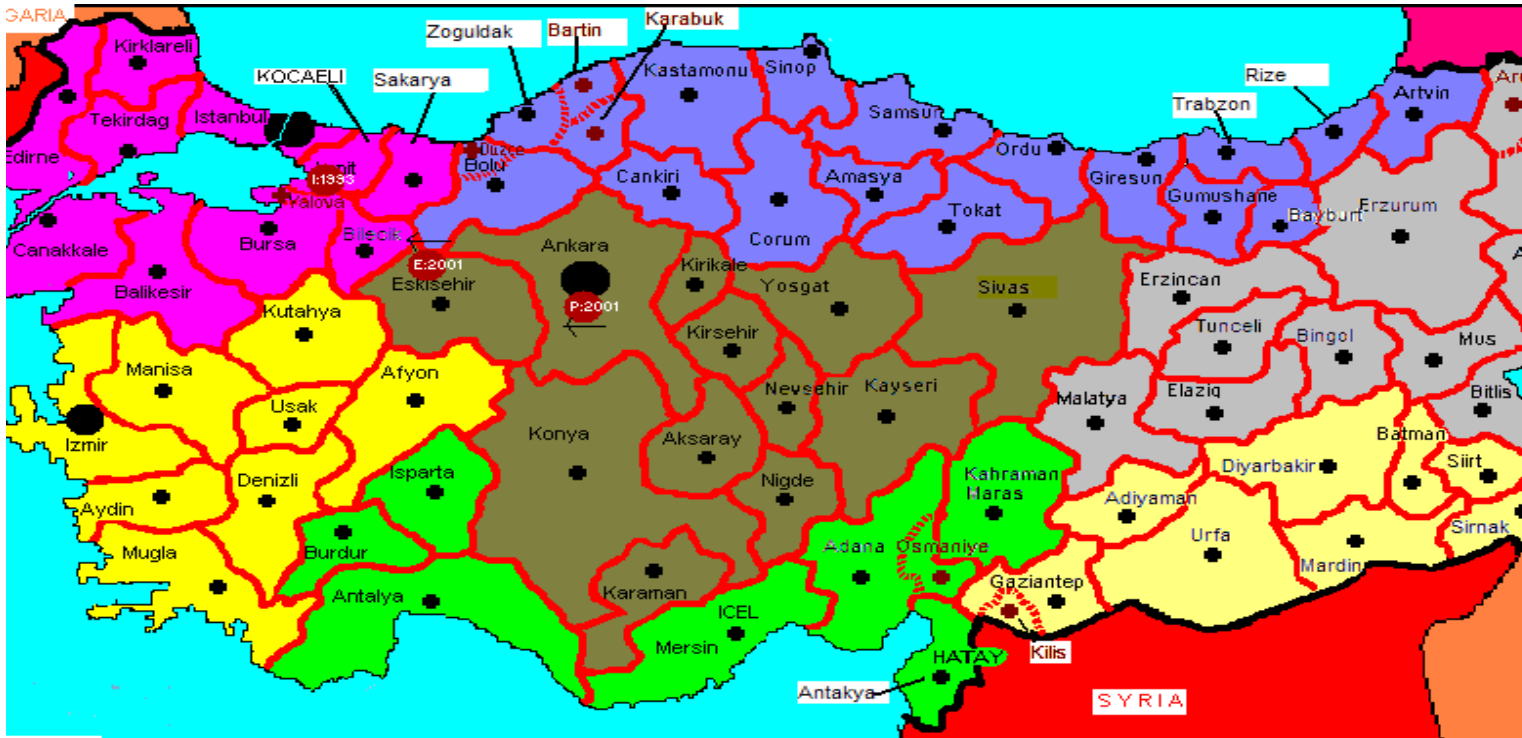 GARIA
Kirklareli
Zoguldak
Bartin
Karabuk
KOCAELI
Sakarya
Kastamonu
Sinop
Rize
Trabzon
Artvin
Tekirdag
Istanbul
Edirne
Samsun
Ordu
Duzce
Bolu
I:1993
Yalova
Cankiri
Amasya
Giresun
Gumushane
Bayburt
Erzurum
Tokat
Canakkale
Bursa
Bilecik
Ankara
Corum
E:2001
Eskisehir
Kirikale
Yosgat
Sivas
Erzincan
Balikesir
Kutahya
P:2001
Kirsehir
Tunceli
Bingol
Mus
Manisa
Afyon
Nevsehir
Kayseri
Malatya
Elazig
Bitlis
Usak
Izmir
Konya
Aksaray
Batman
Isparta
Kahraman
Maras
Diyarbakir
Siirt
Denizli
Nigde
Adiyaman
Aydin
Sirnak
Mugla
Burdur
Adana
Osmaniye
Urfa
Mardin
Gaziantep
Karaman
Antalya
ICEL
Mersin
Kilis
HATAY
Antakya
SYRIA